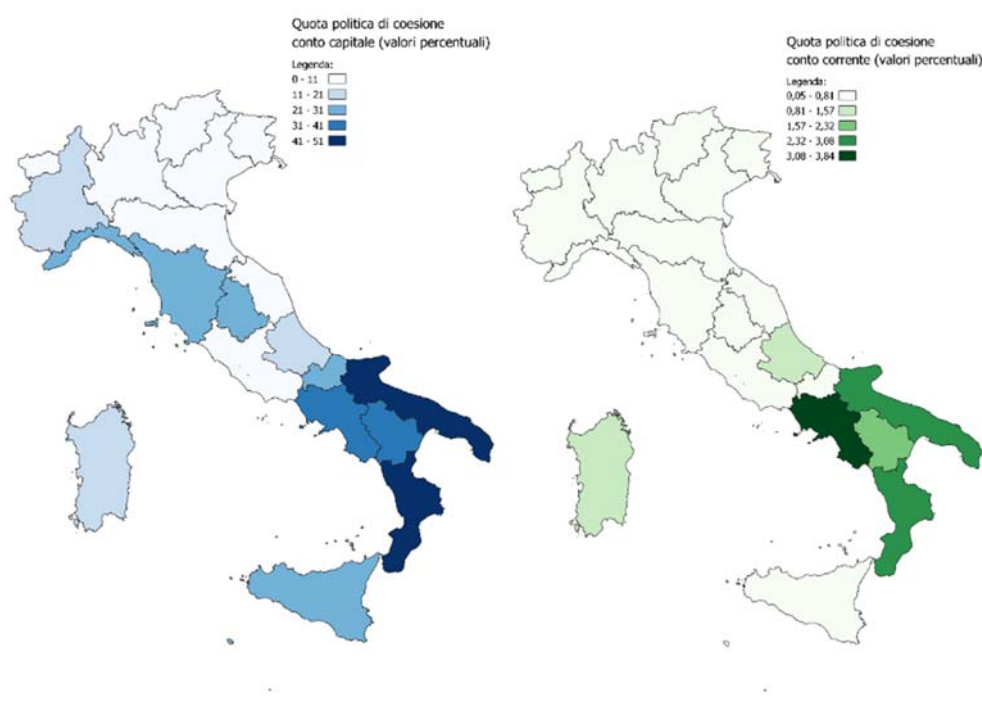 Quota politica di coesione
conto capitale (valori percentuali)
Legenda:
0 - 11
11 - 21
21 - 31
31 - 41
41 - 51
Quota politica di coesione
conto corrente (valori percentuali)
Legenda:
0,05 - 0,81
0,81 - 1,57
1,57 - 2,32
2,32 - 3,08
3,08 - 3,84